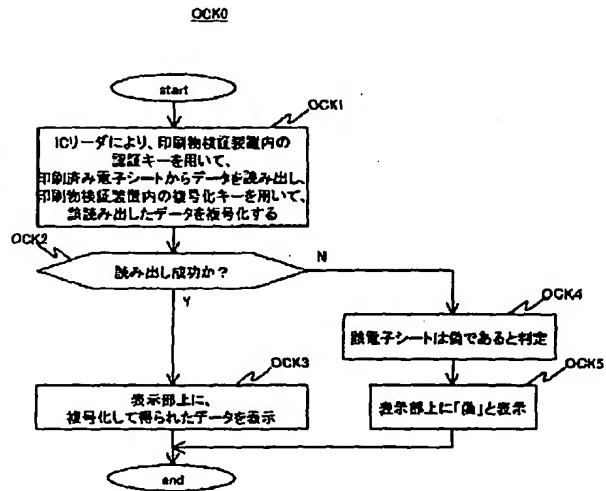 OCK0
start
OCK1
ICリーダにより、印刷物検証装置内の
認証キーを用いて、
印刷済み電子シートからデータを読み出し、
印刷物検証装置内の複号化キーを用いて、
該読み出したデータを複号化する
OCK2
読み出し成功か？
N
Y
OCK4
該電子シートは偽であると判定
OCK3
OCK5
表示部上に、
複号化して得られたデータを表示
表示部上に「偽」と表示
end